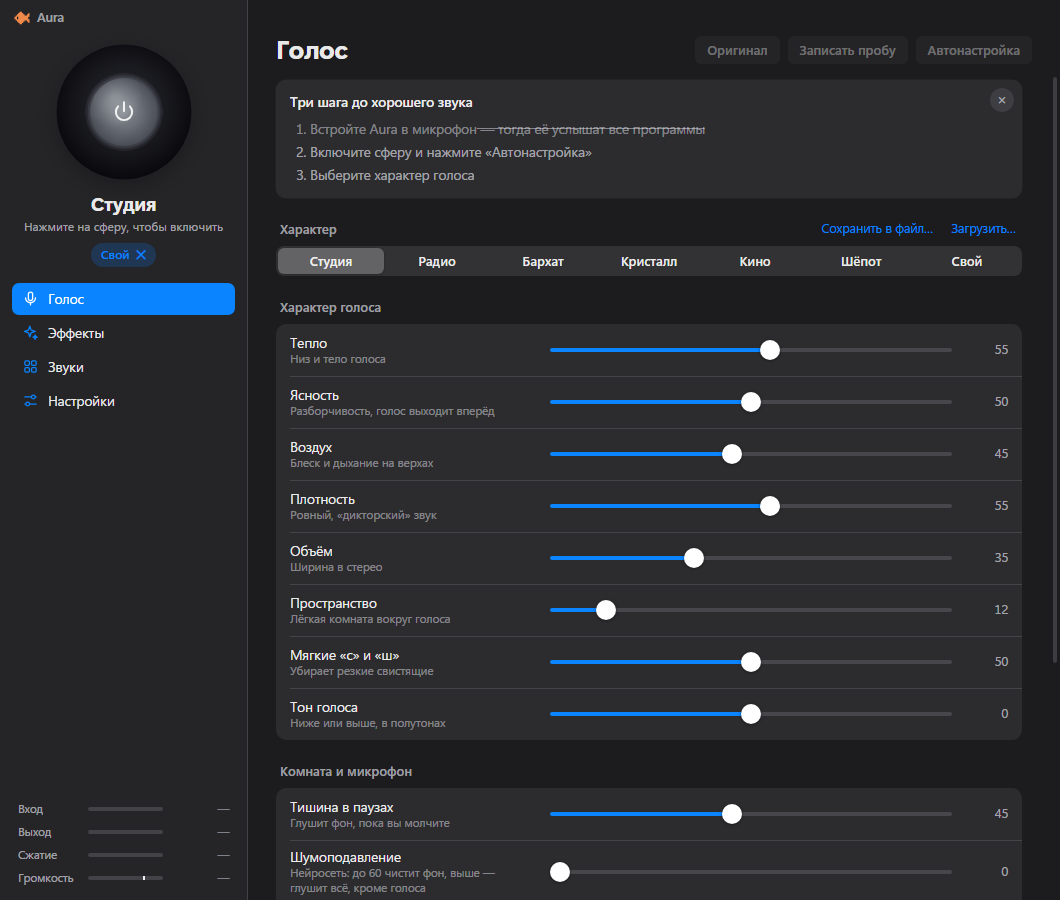 Aura
Студия
Нажмите на сферу, чтобы включить
Свой
Голос
Эффекты
Звуки
Настройки
Вход —
Выход —
Сжатие —
Громкость —
Голос
Оригинал Записать пробу Автонастройка
Три шага до хорошего звука
1. Встройте Aura в микрофон — тогда её услышат все программы
2. Включите сферу и нажмите «Автонастройка»
3. Выберите характер голоса
Характер Сохранить в файл... Загрузить...
Студия Радио Бархат Кристалл Кино Шёпот Свой
Характер голоса
Тепло
Низ и тело голоса
55
Ясность
Разборчивость, голос выходит вперёд
50
Воздух
Блеск и дыхание на верхах
45
Плотность
Ровный, «дикторский» звук
55
Объём
Ширина в стерео
35
Пространство
Лёгкая комната вокруг голоса
12
Мягкие «с» и «ш»
Убирает резкие свистящие
50
Тон голоса
Ниже или выше, в полутонах
0
Комната и микрофон
Тишина в паузах
Глушит фон, пока вы молчите
45
Шумоподавление
Нейросеть: до 60 чистит фон, выше —
глушит всё, кроме голоса
0